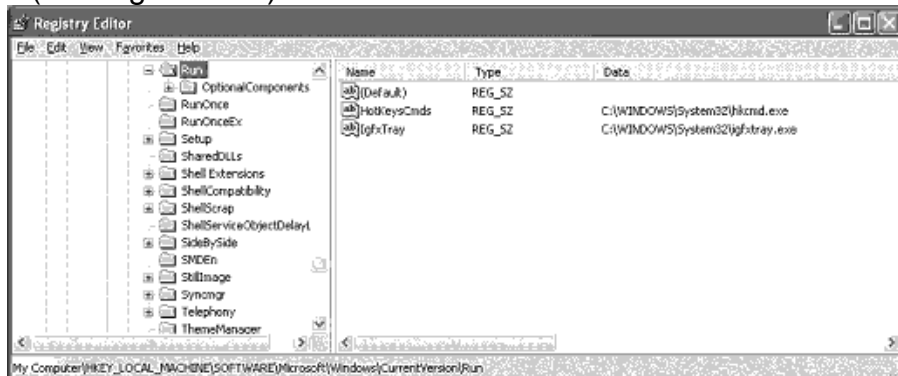 Registry Editor
File Edit View Favorites Help
Run
OptionalComponents
RunOnce
RunOnceEx
Setup
SharedDLLs
Shell Extensions
ShellCompatibility
ShellScrap
ShellServiceObjectDelayL
SideBySide
SMDEn
StillImage
Syncmgr
Telephony
ThemeManager
Name Type Data
(Default) REG_SZ
HotKeysCmds REG_SZ C:\WINDOWS\System32\hkcmd.exe
IgfxTray REG_SZ C:\WINDOWS\System32\igfxtray.exe
My Computer\HKEY_LOCAL_MACHINE\SOFTWARE\Microsoft\Windows\CurrentVersion\Run